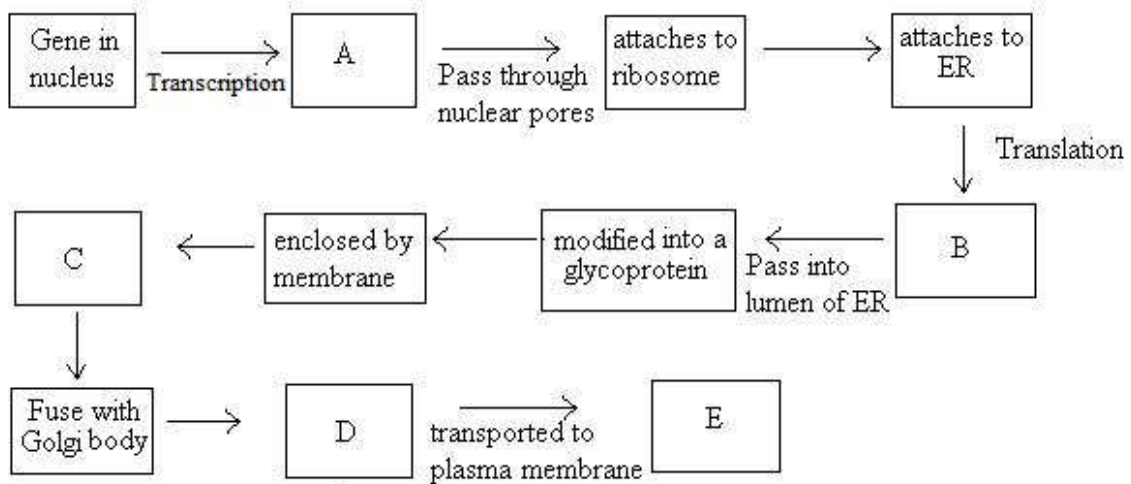 Gene in
nucleus
Transcription
A
Pass through
nuclear pores
attaches to
ribosome
attaches to
ER
Translation
B
Pass into
lumen of ER
modified into a
glycoprotein
enclosed by
membrane
C
Fuse with
Golgi body
D
transported to
plasma membrane
E